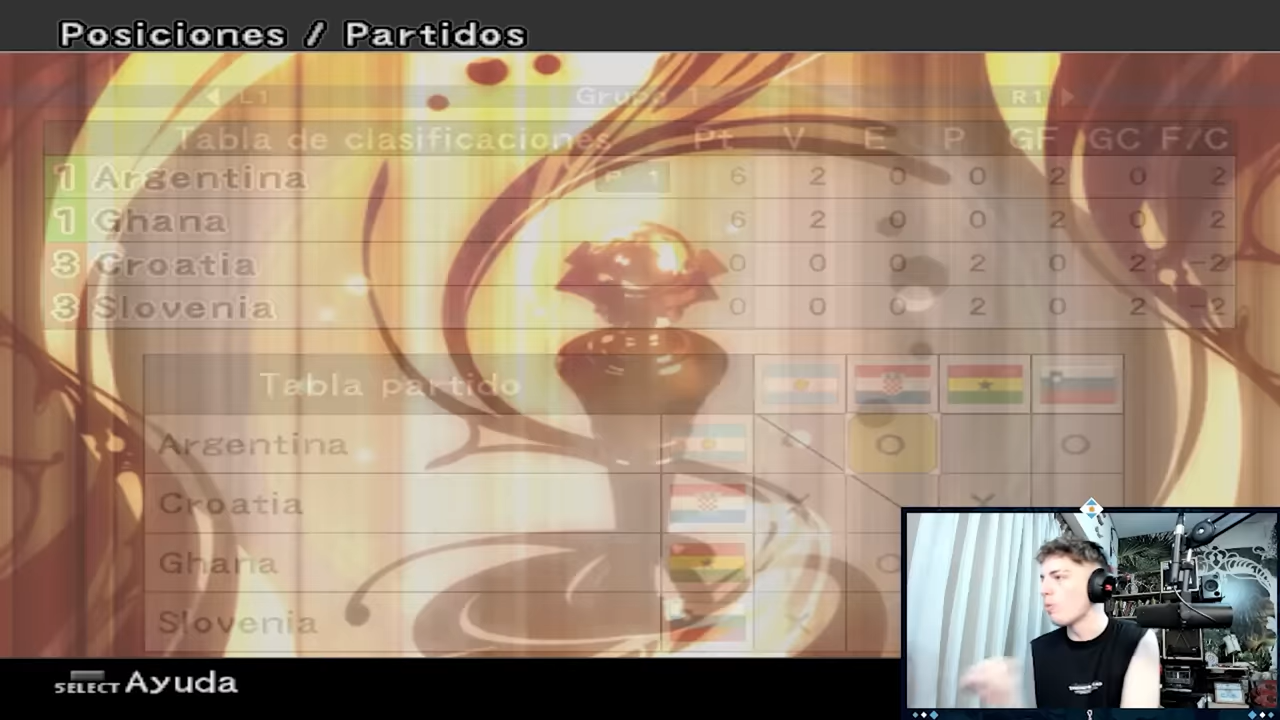 Posiciones / Partidos
L1 Grupo 1 R1
Tabla de clasificaciones Pt V E P GF GC F/C
1 Argentina P 1 6 2 0 0 2 0 2
1 Ghana 6 2 0 0 2 0 2
3 Croatia 0 0 0 2 0 2 -2
3 Slovenia 0 0 0 2 0 2 -2
Tabla partido
Argentina
Croatia
Ghana
Slovenia
SELECT Ayuda